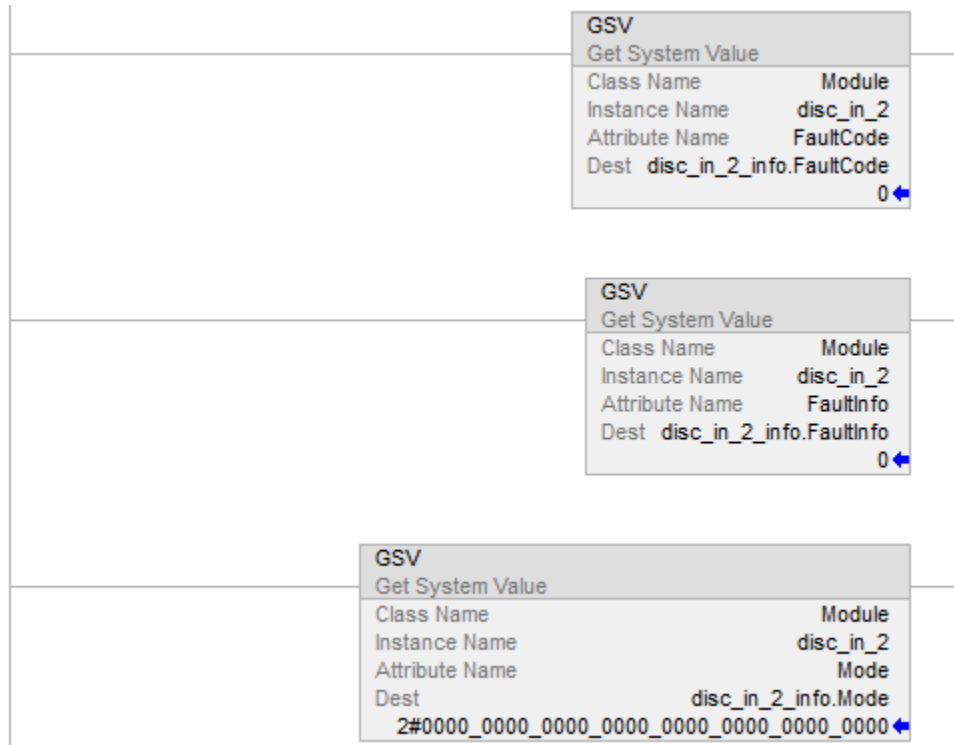 GSV
Get System Value
Class Name Module
Instance Name disc_in_2
Attribute Name FaultCode
Dest disc_in_2_info.FaultCode
0
GSV
Get System Value
Class Name Module
Instance Name disc_in_2
Attribute Name FaultInfo
Dest disc_in_2_info.FaultInfo
0
GSV
Get System Value
Class Name Module
Instance Name disc_in_2
Attribute Name Mode
Dest disc_in_2_info.Mode
2#0000_0000_0000_0000_0000_0000_0000_0000